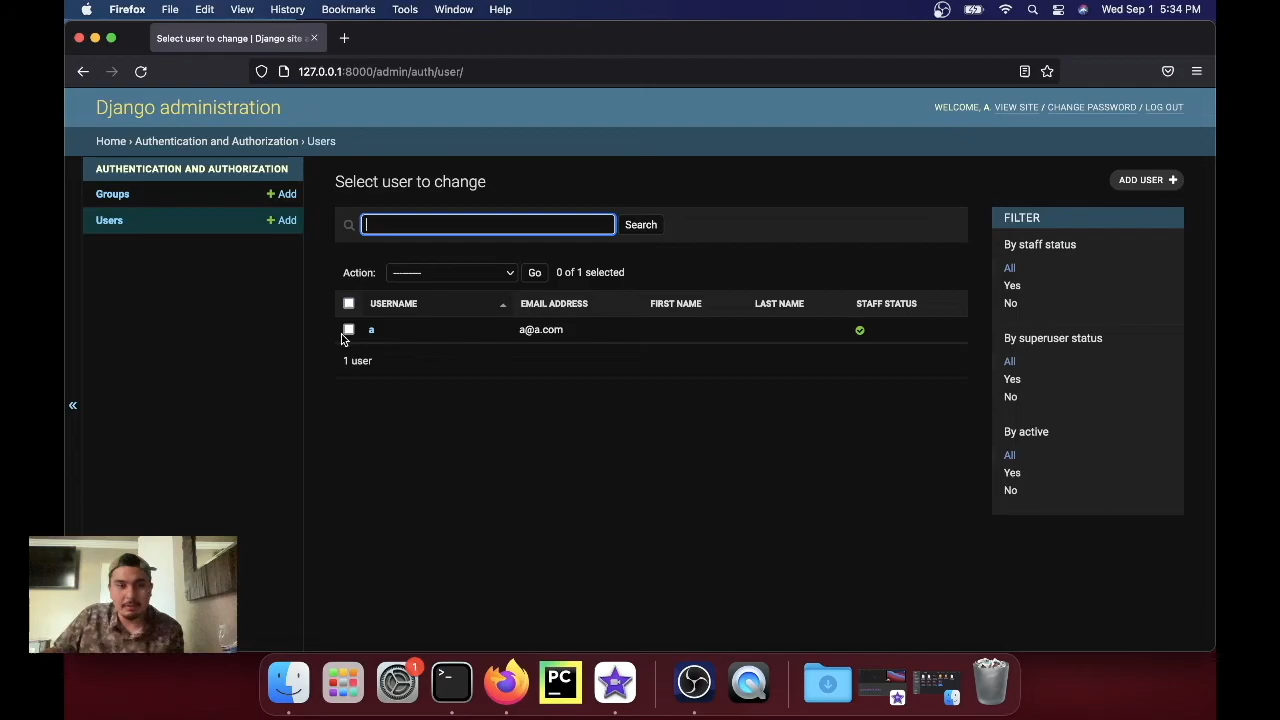 Firefox File Edit View History Bookmarks Tools Window Help Wed Sep 1 5:34 PM
Select user to change | Django site a
127.0.0.1:8000/admin/auth/user/
Django administration
WELCOME, A. VIEW SITE / CHANGE PASSWORD / LOG OUT
Home › Authentication and Authorization › Users
AUTHENTICATION AND AUTHORIZATION
Groups + Add
Users + Add
«
Select user to change
ADD USER +
Search
Action: --------- Go 0 of 1 selected
USERNAME EMAIL ADDRESS FIRST NAME LAST NAME STAFF STATUS
a a@a.com
1 user
FILTER
By staff status
All
Yes
No
By superuser status
All
Yes
No
By active
All
Yes
No
1
>_
PC